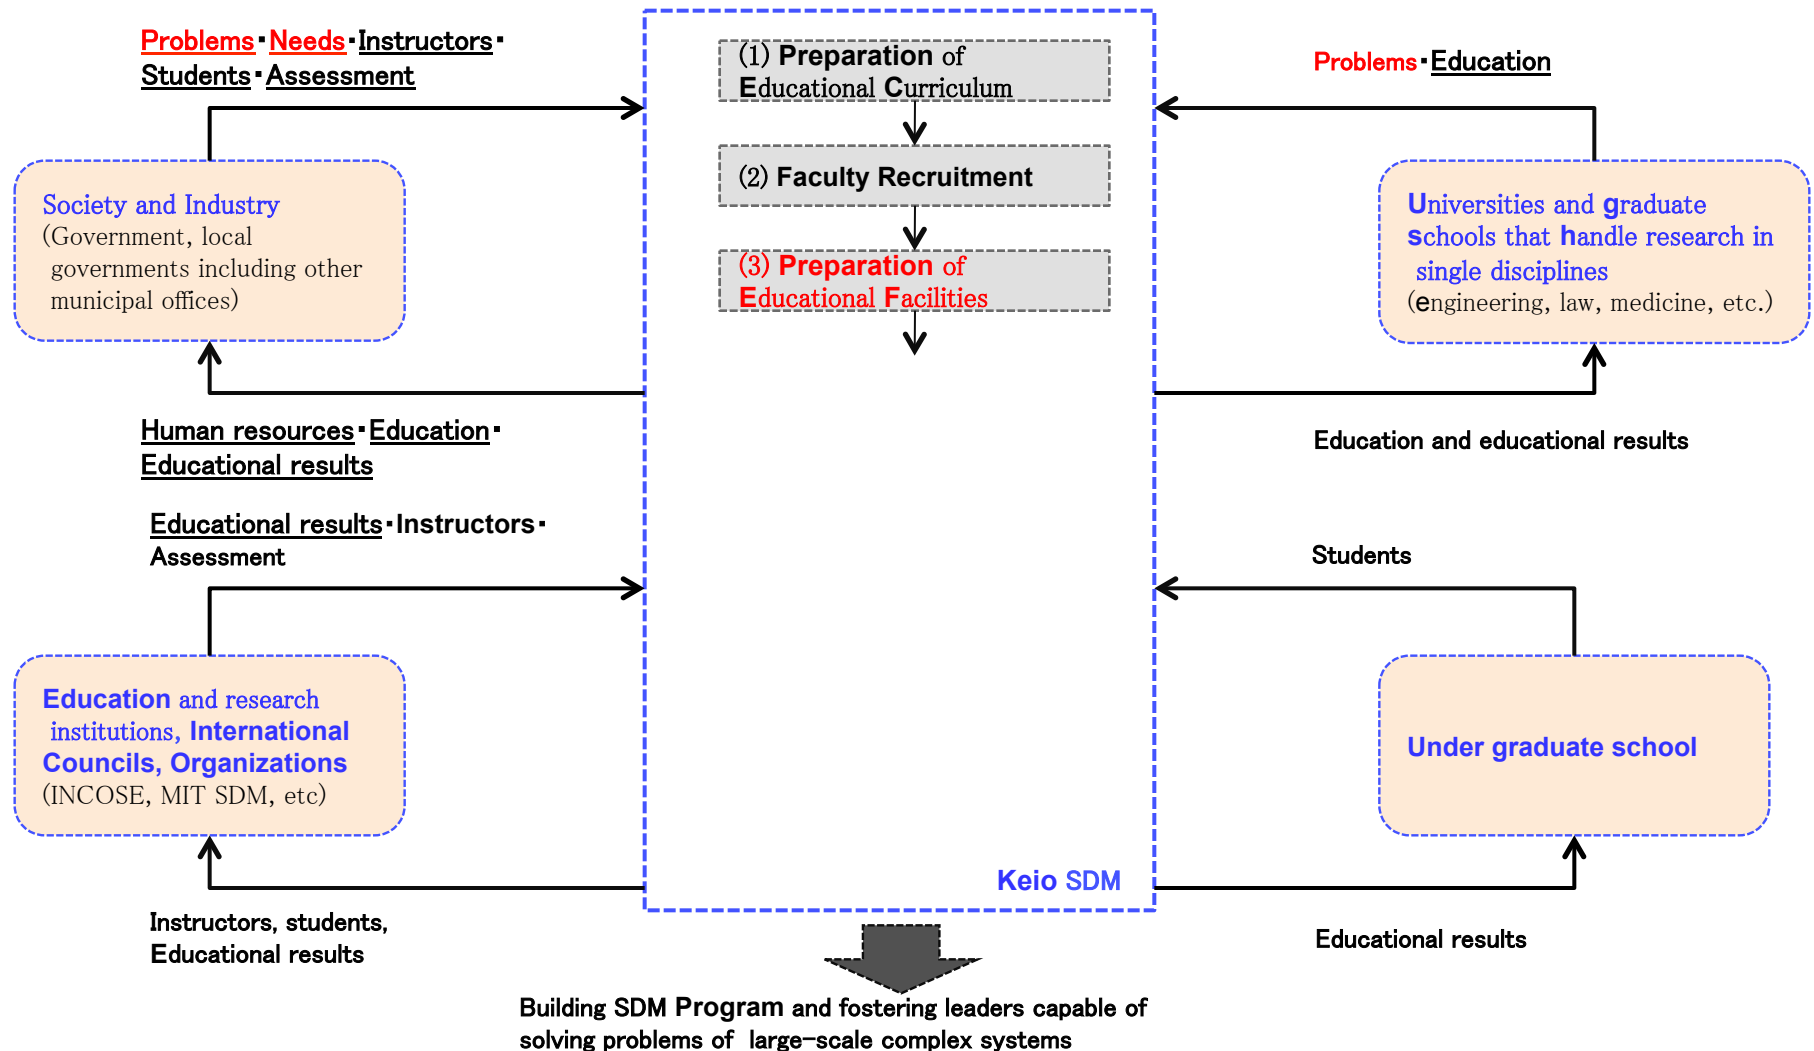 Problems・Needs・Instructors・
Students・Assessment
Society and Industry
(Government, local
governments including other
municipal offices)
Human resources・Education・
Educational results
Educational results・Instructors・
Assessment
Education and research
institutions, International
Councils, Organizations
(INCOSE, MIT SDM, etc)
Instructors, students,
Educational results
(1) Preparation of
Educational Curriculum
(2) Faculty Recruitment
(3) Preparation of
Educational Facilities
Keio SDM
Problems・Education
Universities and graduate
schools that handle research in
single disciplines
(engineering, law, medicine, etc.)
Education and educational results
Students
Under graduate school
Educational results
Building SDM Program and fostering leaders capable of
solving problems of large-scale complex systems